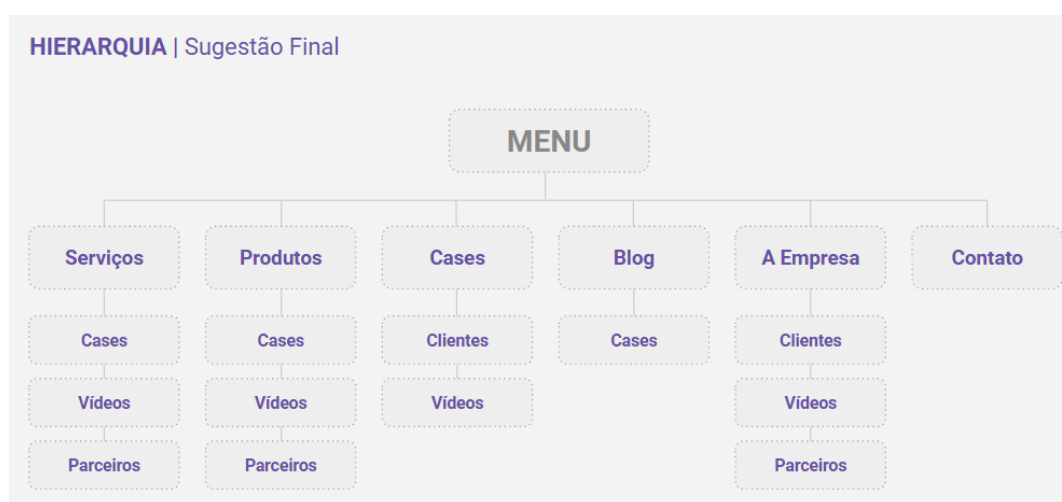 HIERARQUIA | Sugestão Final
MENU
Serviços
Produtos
Cases
Blog
A Empresa
Contato
Cases
Cases
Clientes
Cases
Clientes
Vídeos
Vídeos
Vídeos
Vídeos
Parceiros
Parceiros
Parceiros